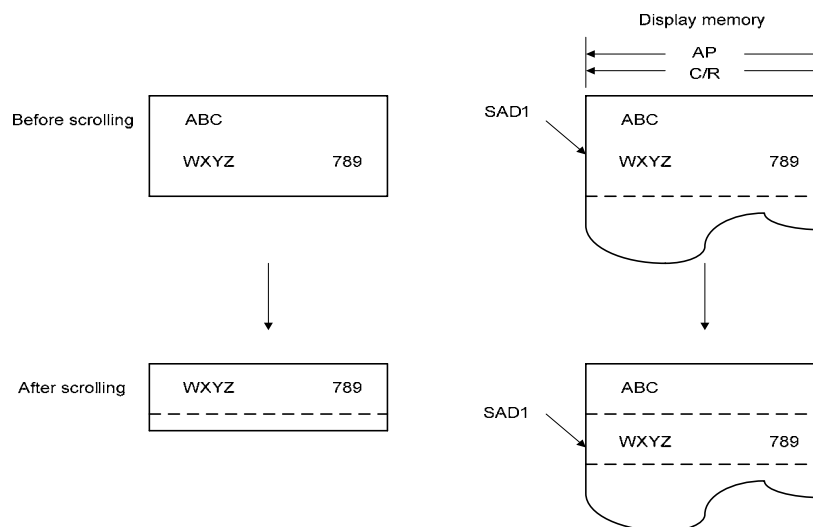 Display memory
AP
C/R
SAD1
Before scrolling
ABC
ABC
WXYZ 789
WXYZ 789
After scrolling
WXYZ 789
ABC
SAD1
WXYZ 789